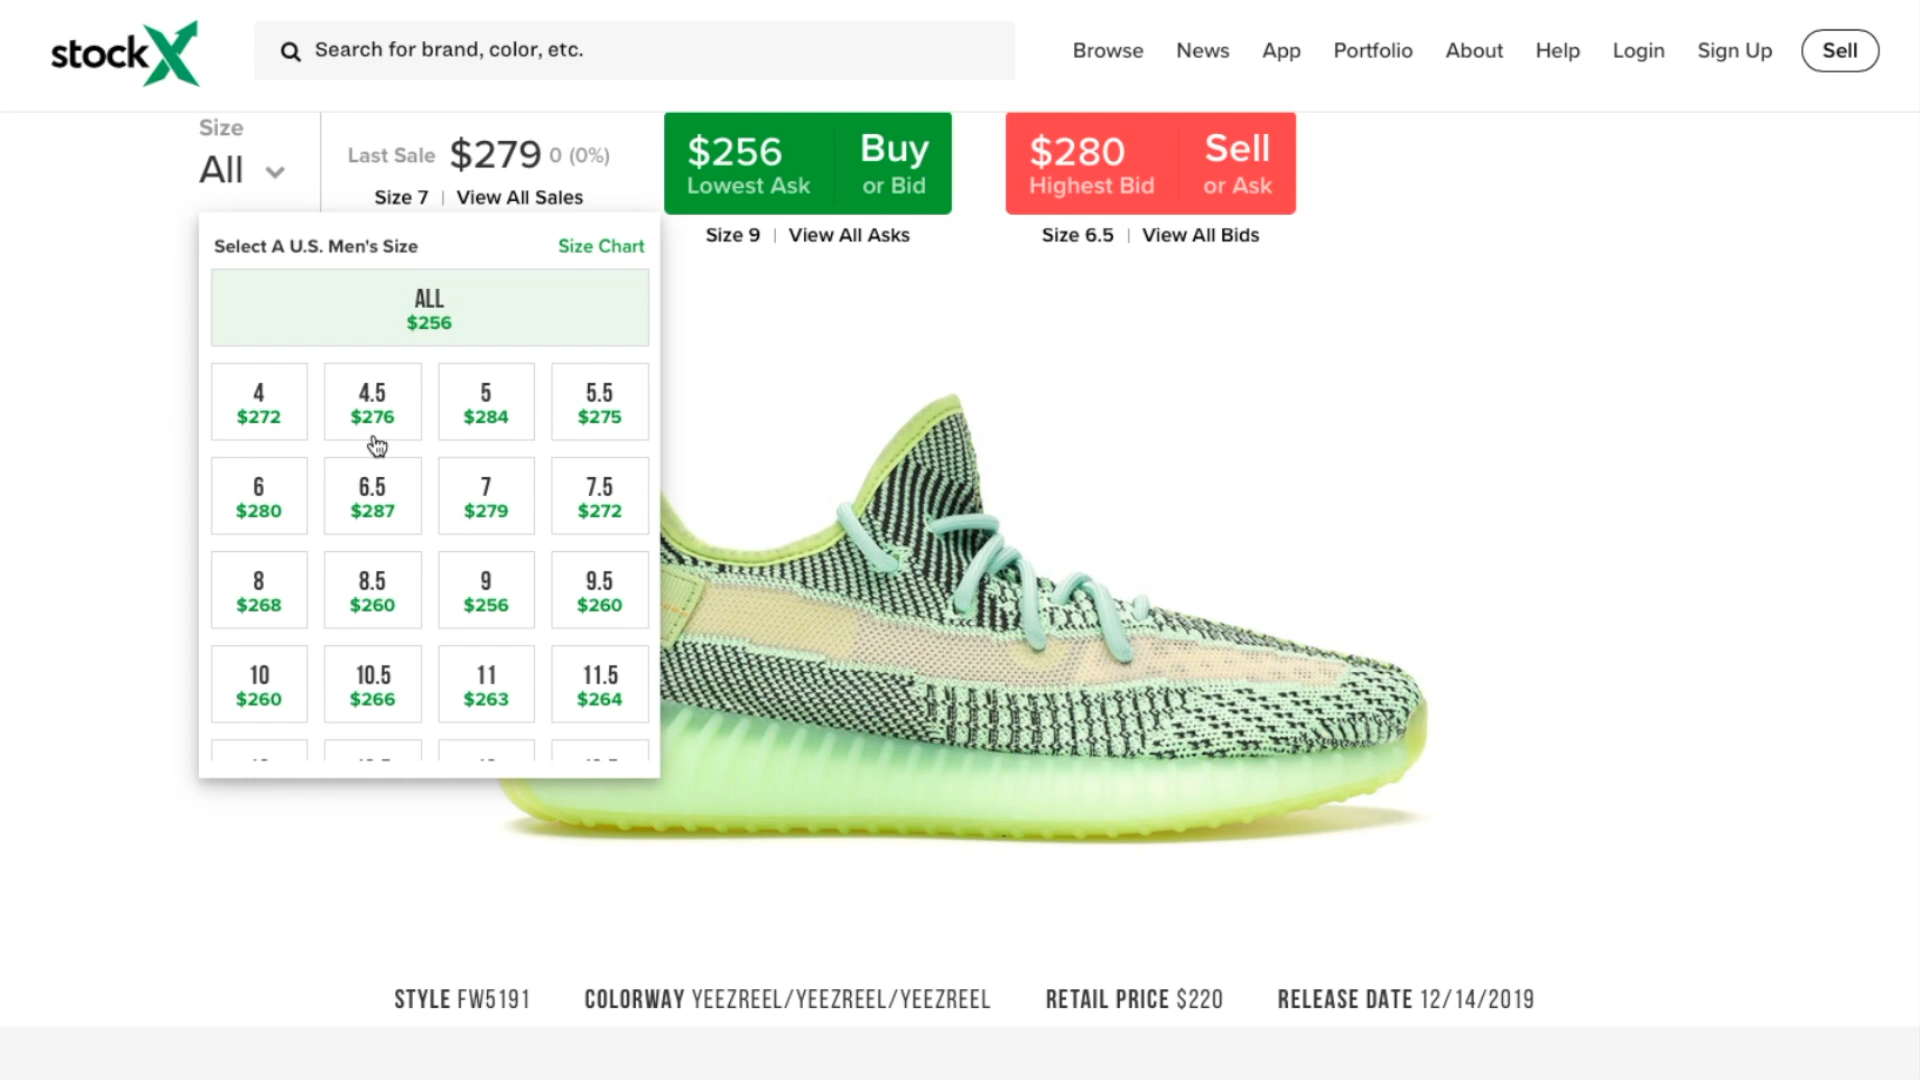 stockX
Search for brand, color, etc.
Browse News App Portfolio About Help Login Sign Up Sell
Size
All
Last Sale $279 0 (0%)
Size 7 | View All Sales
$256 Buy
Lowest Ask or Bid
Size 9 | View All Asks
$280 Sell
Highest Bid or Ask
Size 6.5 | View All Bids
Select A U.S. Men's Size Size Chart
ALL
$256
4 4.5 5 5.5
$272 $276 $284 $275
6 6.5 7 7.5
$280 $287 $279 $272
8 8.5 9 9.5
$268 $260 $256 $260
10 10.5 11 11.5
$260 $266 $263 $264
STYLE FW5191 COLORWAY YEEZREEL/YEEZREEL/YEEZREEL RETAIL PRICE $220 RELEASE DATE 12/14/2019